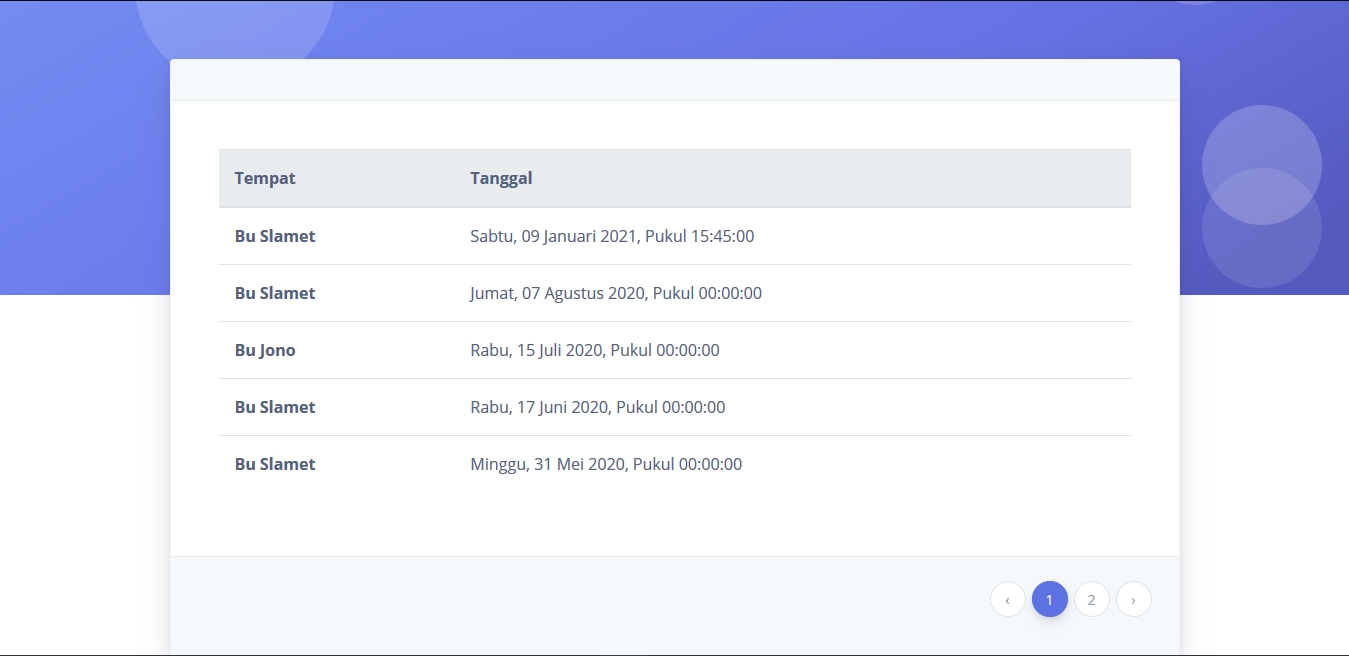 Tempat Tanggal
Bu Slamet Sabtu, 09 Januari 2021, Pukul 15:45:00
Bu Slamet Jumat, 07 Agustus 2020, Pukul 00:00:00
Bu Jono Rabu, 15 Juli 2020, Pukul 00:00:00
Bu Slamet Rabu, 17 Juni 2020, Pukul 00:00:00
Bu Slamet Minggu, 31 Mei 2020, Pukul 00:00:00
‹ 1 2 ›